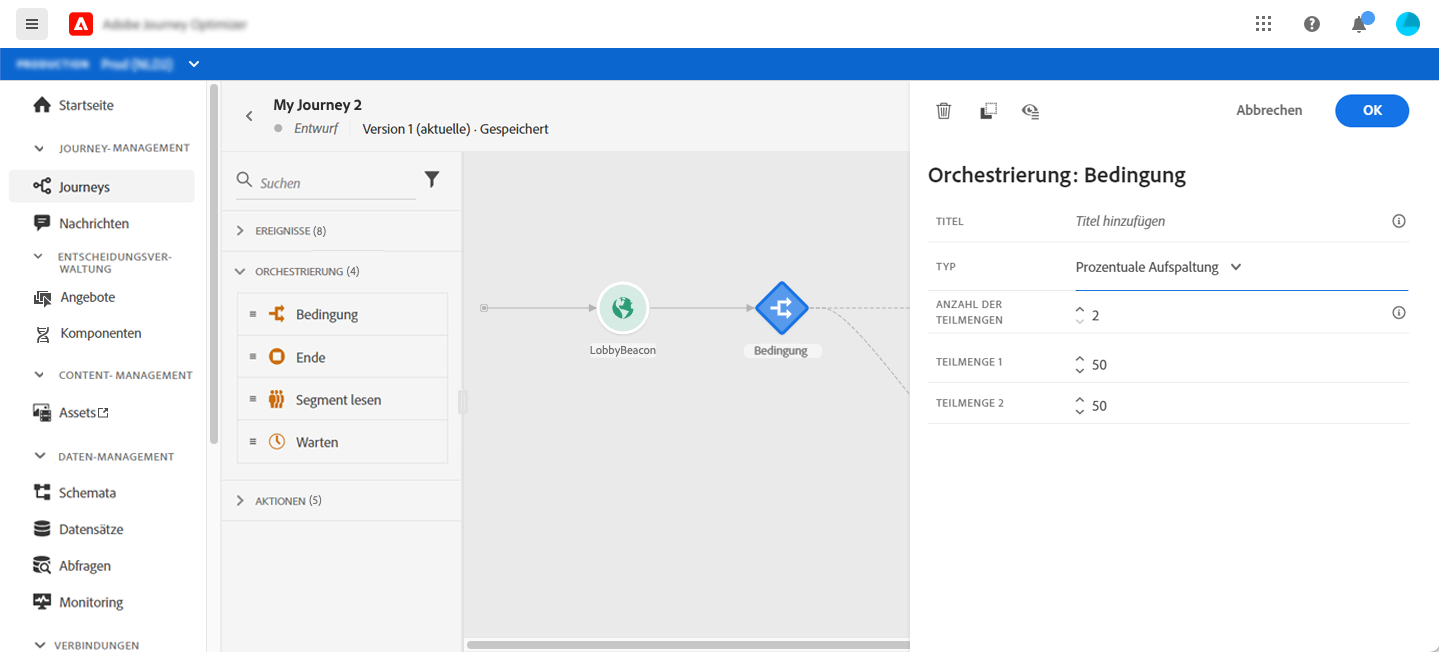 Adobe Journey Optimizer
PRODUCTION Prod (NLD2)
Startseite
JOURNEY-MANAGEMENT
Journeys
Nachrichten
ENTSCHEIDUNGSVER-
WALTUNG
Angebote
Komponenten
CONTENT- MANAGEMENT
Assets
DATEN-MANAGEMENT
Schemata
Datensätze
Abfragen
Monitoring
VERBINDUNGEN
My Journey 2
Entwurf
Version 1 (aktuelle) · Gespeichert
Suchen
EREIGNISSE (8)
ORCHESTRIERUNG (4)
Bedingung
Ende
Segment lesen
Warten
AKTIONEN (5)
LobbyBeacon
Bedingung
Abbrechen
OK
Orchestrierung: Bedingung
TITEL
Titel hinzufügen
TYP
Prozentuale Aufspaltung
ANZAHL DER
TEILMENGEN
2
TEILMENGE 1
50
TEILMENGE 2
50